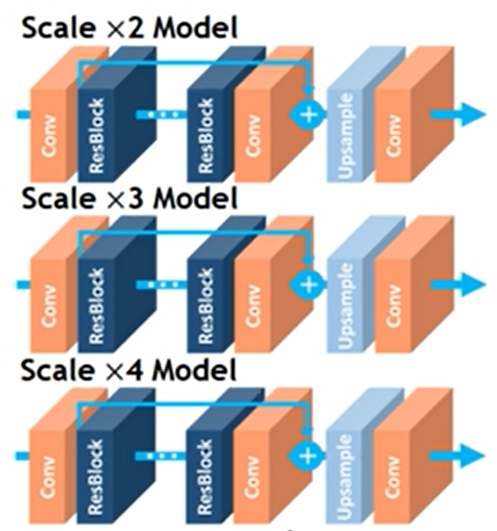 Scale ×2 Model
Conv
ResBlock
ResBlock
Conv
Upsample
Conv
Scale ×3 Model
Conv
ResBlock
ResBlock
Conv
Upsample
Conv
Scale ×4 Model
Conv
ResBlock
ResBlock
Conv
Upsample
Conv